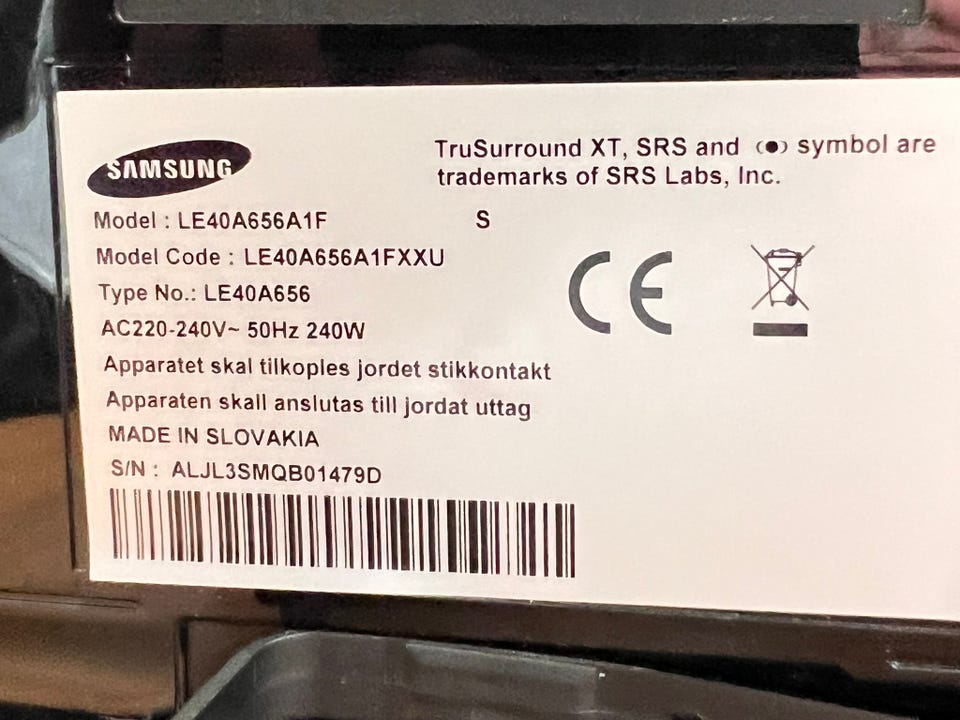 SAMSUNG
TruSurround XT, SRS and (●) symbol are
trademarks of SRS Labs, Inc.
Model : LE40A656A1F S
Model Code : LE40A656A1FXXU
Type No.: LE40A656
AC220-240V~ 50Hz 240W
Apparatet skal tilkoples jordet stikkontakt
Apparaten skall anslutas till jordat uttag
MADE IN SLOVAKIA
S/N : ALJL3SMQB01479D
CE